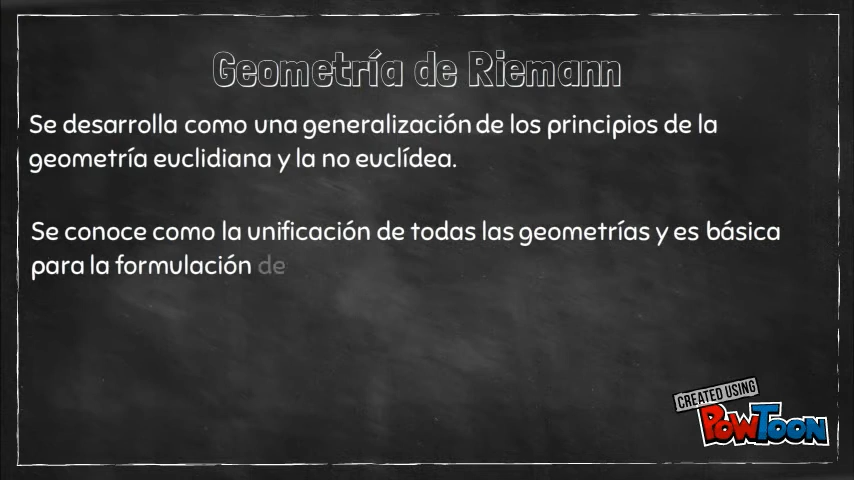 Geometría de Riemann
Se desarrolla como una generalización de los principios de la
geometría euclidiana y la no euclídea.
Se conoce como la unificación de todas las geometrías y es básica
para la formulación de
CREATED USING
POWTOON